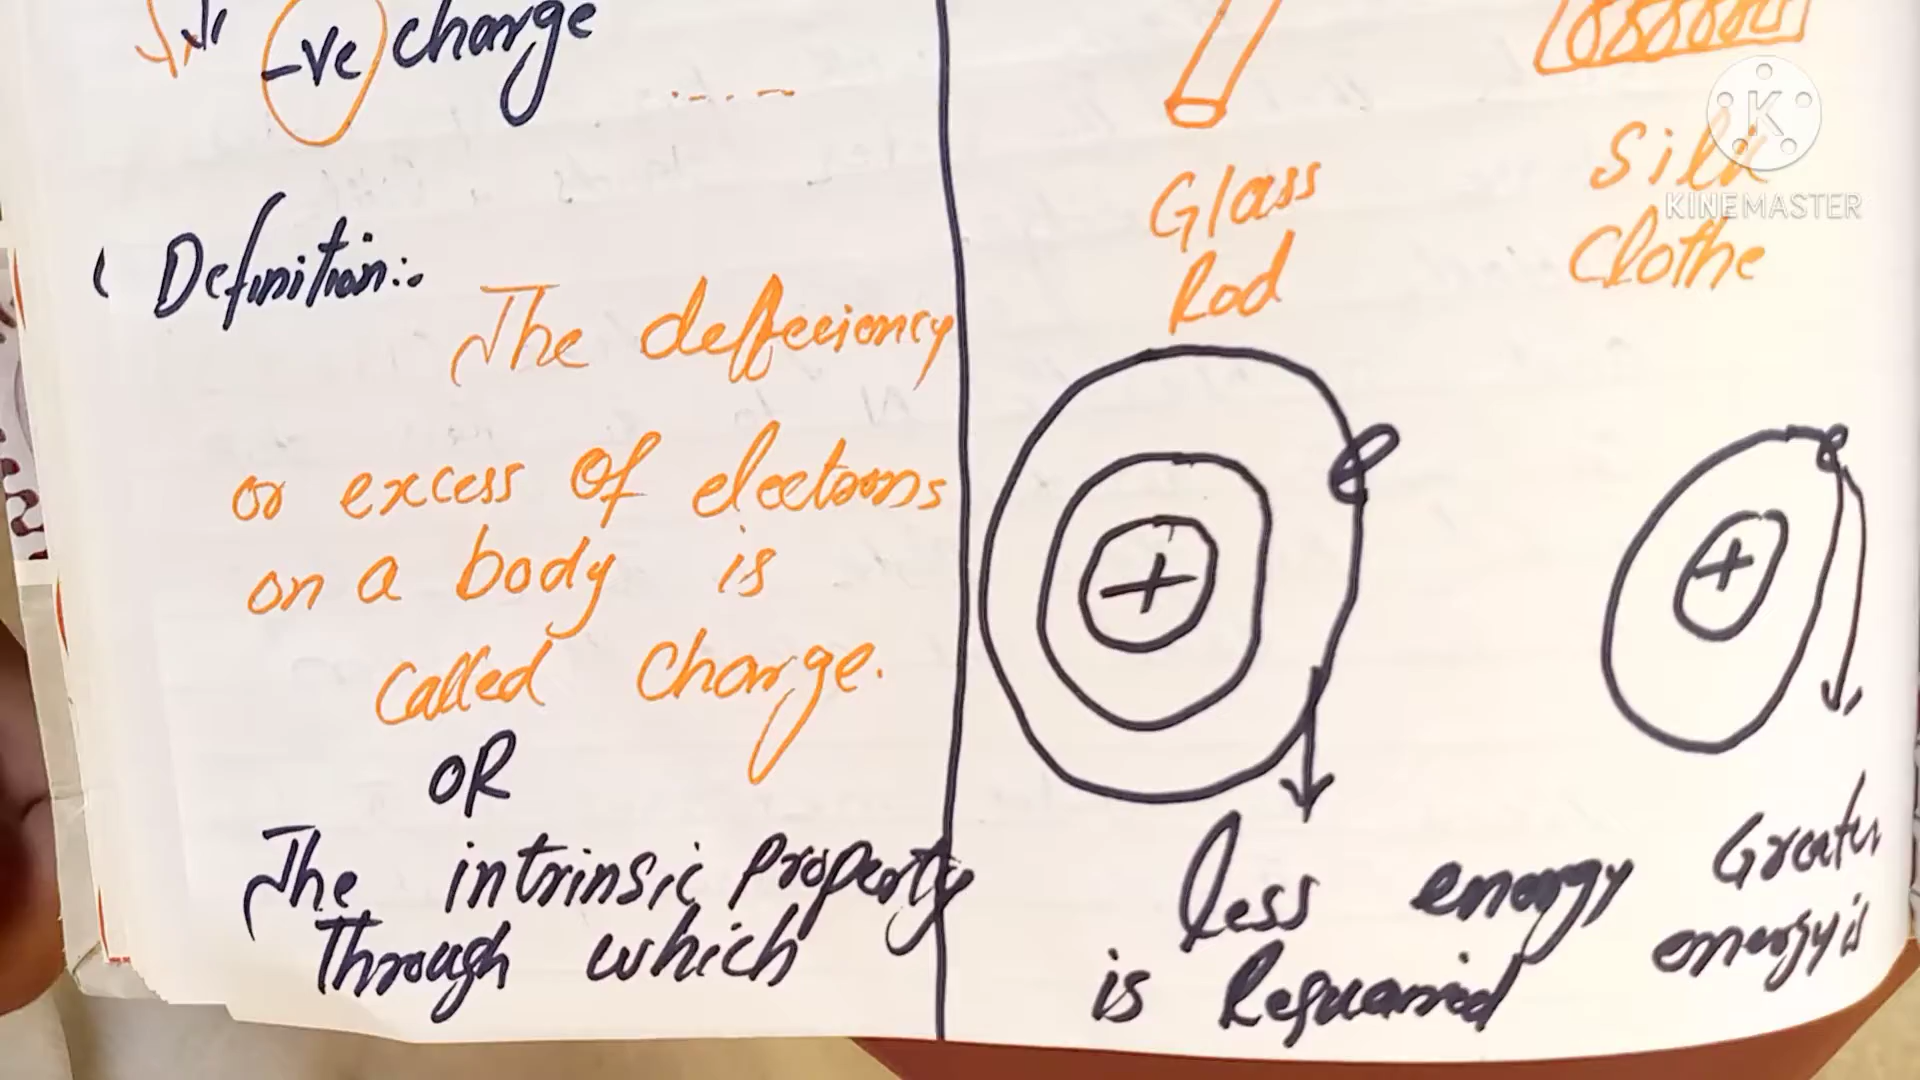 -ve charge
Definition:-
The deffeciency
or excess of electrons
on a body is
called charge.
OR
The intrinsic property
Through which
Glass
Rod
Silk
Clothe
+
+
less energy
is Requarried
Greater
energy is
K
KINEMASTER